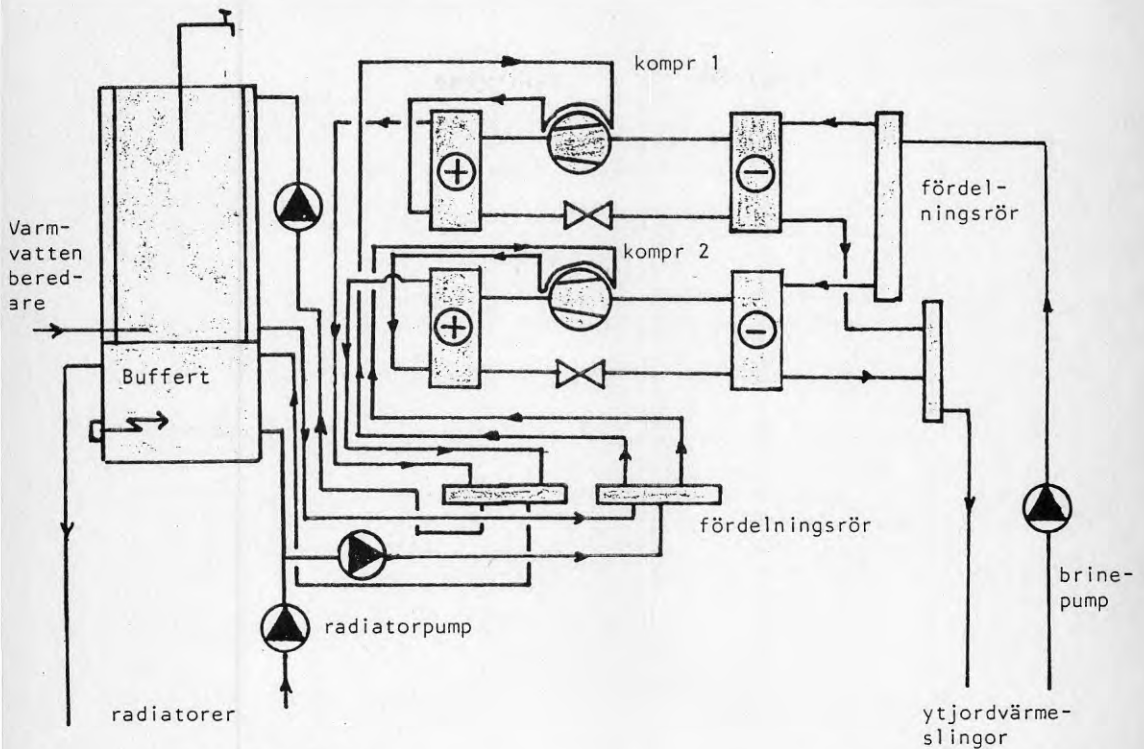 kompr 1
fördel-
ningsrör
Varm-
vatten
bered-
are
kompr 2
Buffert
fördelningsrör
brine-
pump
radiatorpump
radiatorer
ytjordvärme-
slingor